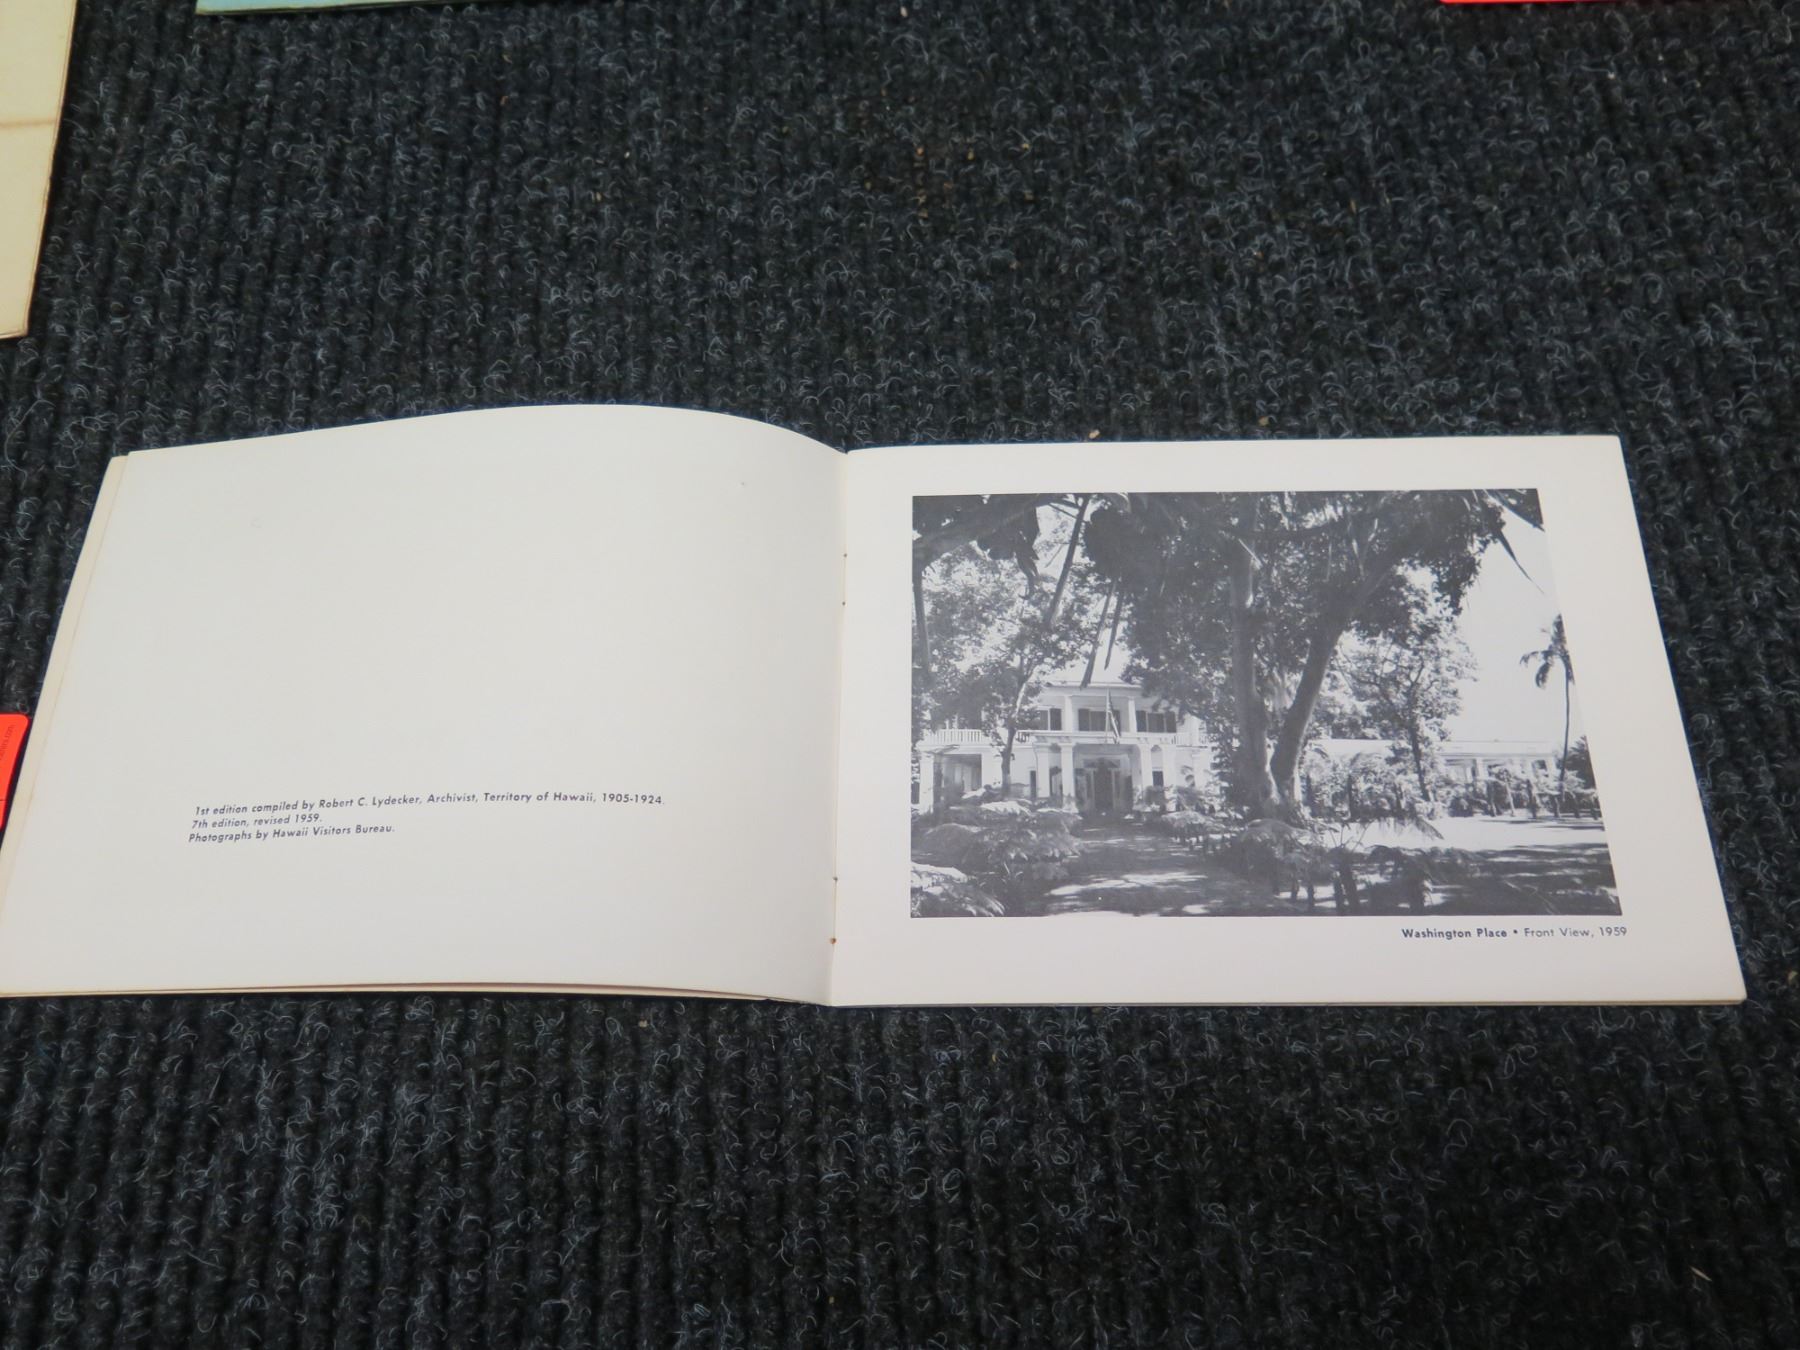 1st edition compiled by Robert C. Lydecker, Archivist, Territory of Hawaii, 1905-1924.
7th edition, revised 1959.
Photographs by Hawaii Visitors Bureau.
Washington Place • Front View, 1959